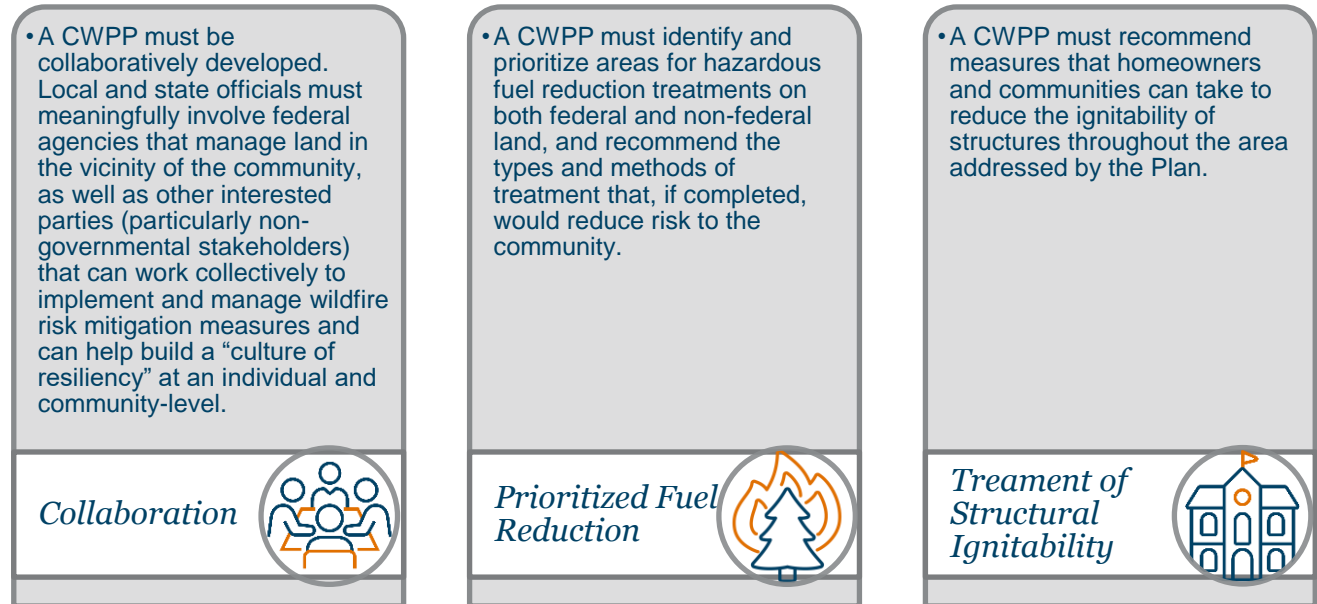 •A CWPP must be
collaboratively developed.
Local and state officials must
meaningfully involve federal
agencies that manage land in
the vicinity of the community,
as well as other interested
parties (particularly non-
governmental stakeholders)
that can work collectively to
implement and manage wildfire
risk mitigation measures and
can help build a “culture of
resiliency” at an individual and
community-level.
Collaboration
•A CWPP must identify and
prioritize areas for hazardous
fuel reduction treatments on
both federal and non-federal
land, and recommend the
types and methods of
treatment that, if completed,
would reduce risk to the
community.
Prioritized Fuel
Reduction
•A CWPP must recommend
measures that homeowners
and communities can take to
reduce the ignitability of
structures throughout the area
addressed by the Plan.
Treament of
Structural
Ignitability